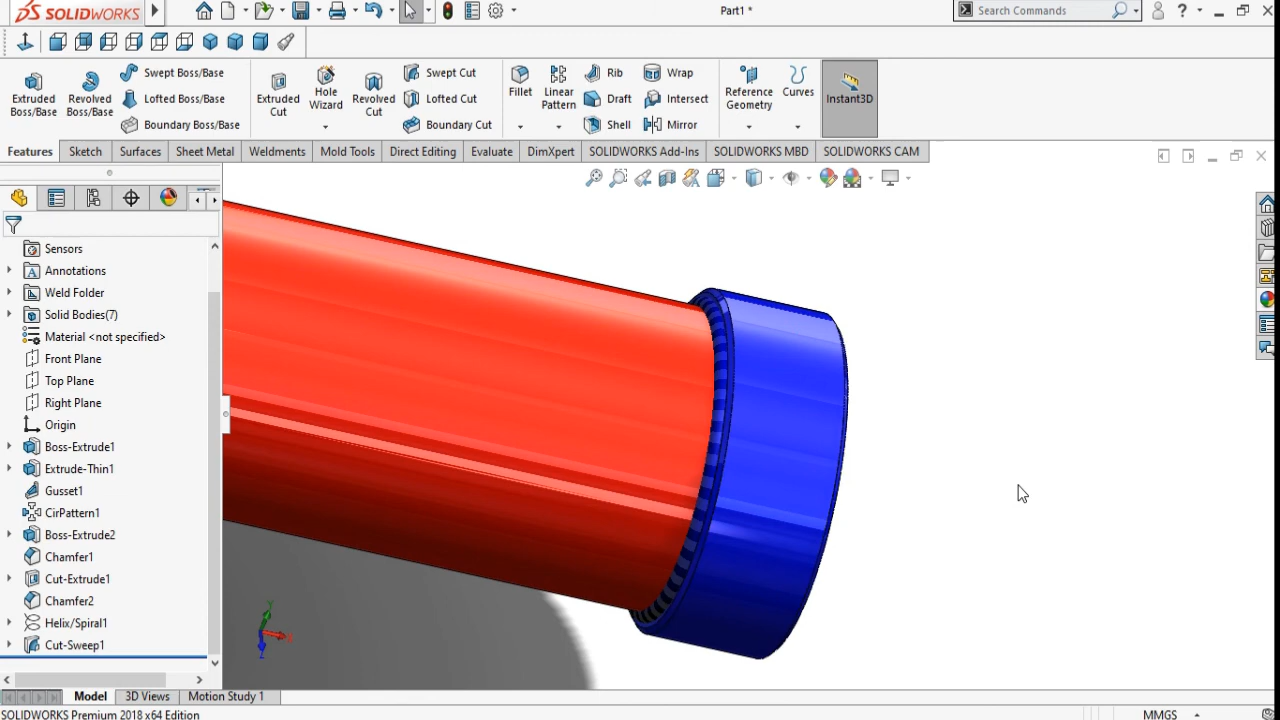 SOLIDWORKS
Part1 *
Search Commands
Extruded Boss/Base
Revolved Boss/Base
Swept Boss/Base
Lofted Boss/Base
Boundary Boss/Base
Extruded Cut
Hole Wizard
Revolved Cut
Swept Cut
Lofted Cut
Boundary Cut
Fillet
Linear Pattern
Rib
Draft
Shell
Wrap
Intersect
Mirror
Reference Geometry
Curves
Instant3D
Features
Sketch
Surfaces
Sheet Metal
Weldments
Mold Tools
Direct Editing
Evaluate
DimXpert
SOLIDWORKS Add-Ins
SOLIDWORKS MBD
SOLIDWORKS CAM
Sensors
Annotations
Weld Folder
Solid Bodies(7)
Material <not specified>
Front Plane
Top Plane
Right Plane
Origin
Boss-Extrude1
Extrude-Thin1
Gusset1
CirPattern1
Boss-Extrude2
Chamfer1
Cut-Extrude1
Chamfer2
Helix/Spiral1
Cut-Sweep1
Model
3D Views
Motion Study 1
SOLIDWORKS Premium 2018 x64 Edition
MMGS